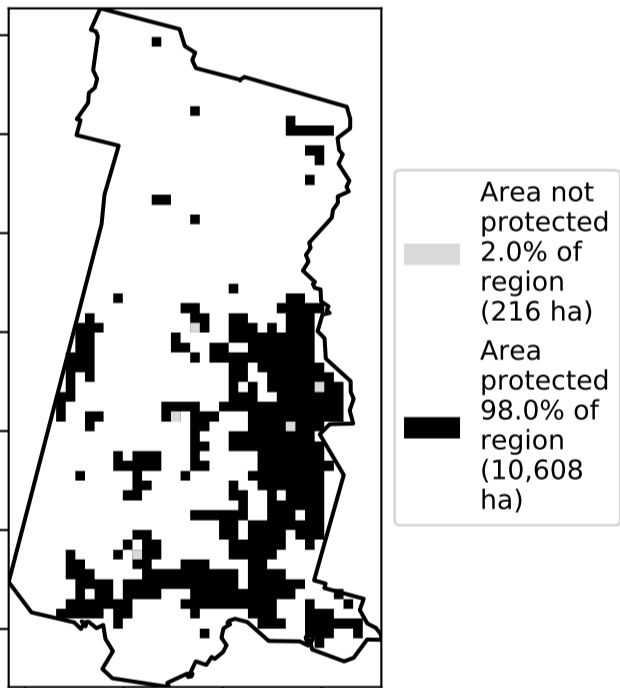 Area not
protected
2.0% of
region
(216 ha)
Area
protected
98.0% of
region
(10,608
ha)